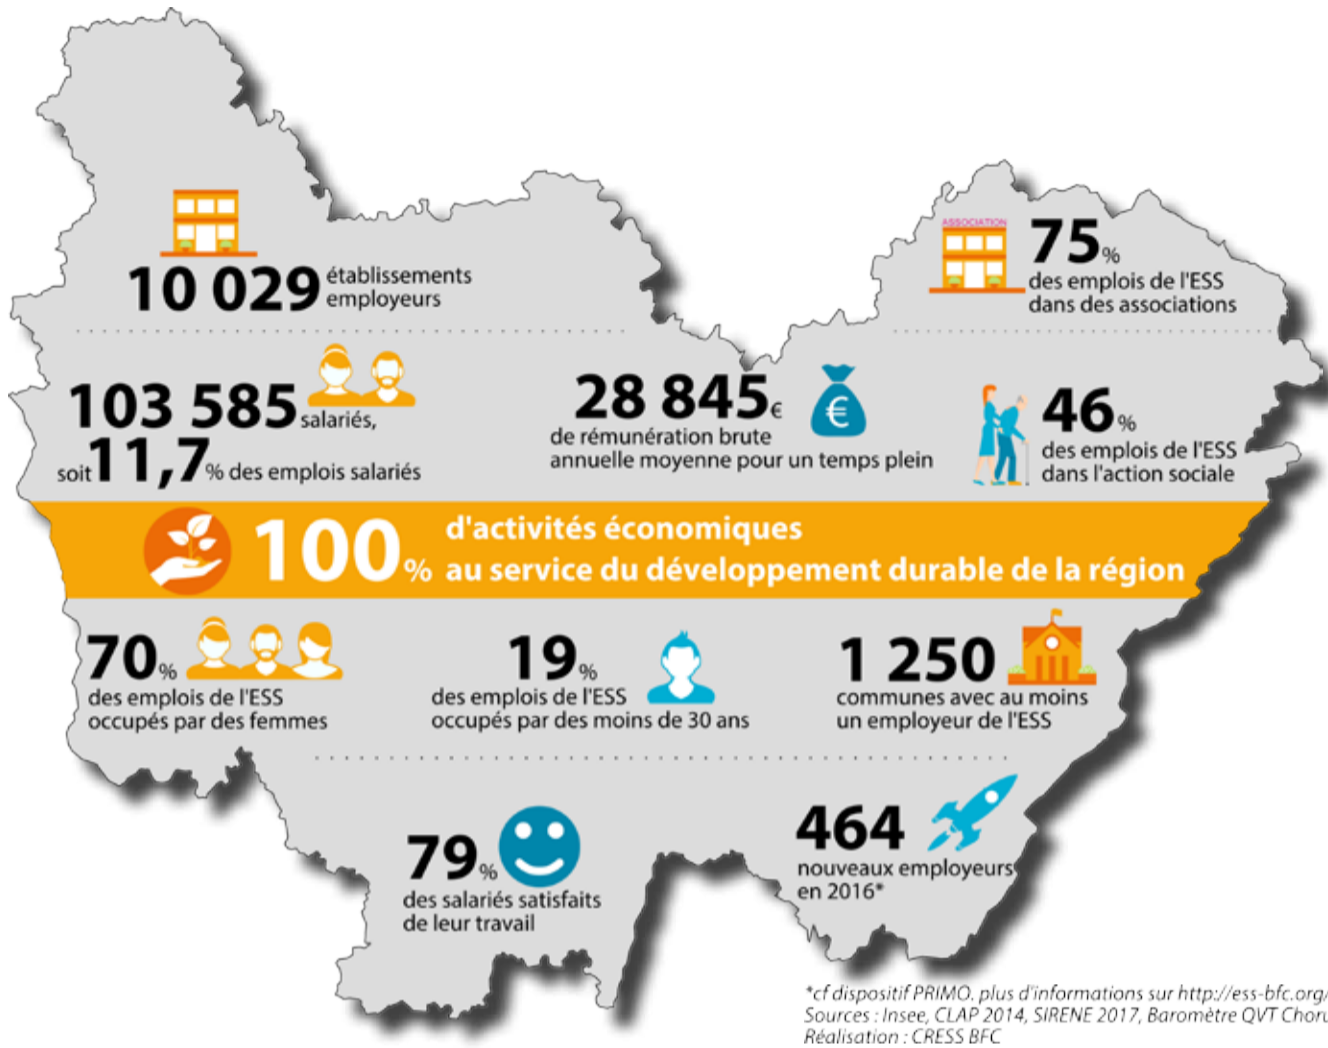 10 029 établissements
employeurs
ASSOCIATION
75%
des emplois de l'ESS
dans des associations
103 585 salariés,
soit 11,7% des emplois salariés
28 845€
de rémunération brute
annuelle moyenne pour un temps plein
46%
des emplois de l'ESS
dans l'action sociale
100% d'activités économiques
au service du développement durable de la région
70%
des emplois de l'ESS
occupés par des femmes
19%
des emplois de l'ESS
occupés par des moins de 30 ans
1 250
communes avec au moins
un employeur de l'ESS
79%
des salariés satisfaits
de leur travail
464
nouveaux employeurs
en 2016*
*cf dispositif PRIMO. plus d'informations sur http://ess-bfc.org/
Sources : Insee, CLAP 2014, SIRENE 2017, Baromètre QVT Choru
Réalisation : CRESS BFC